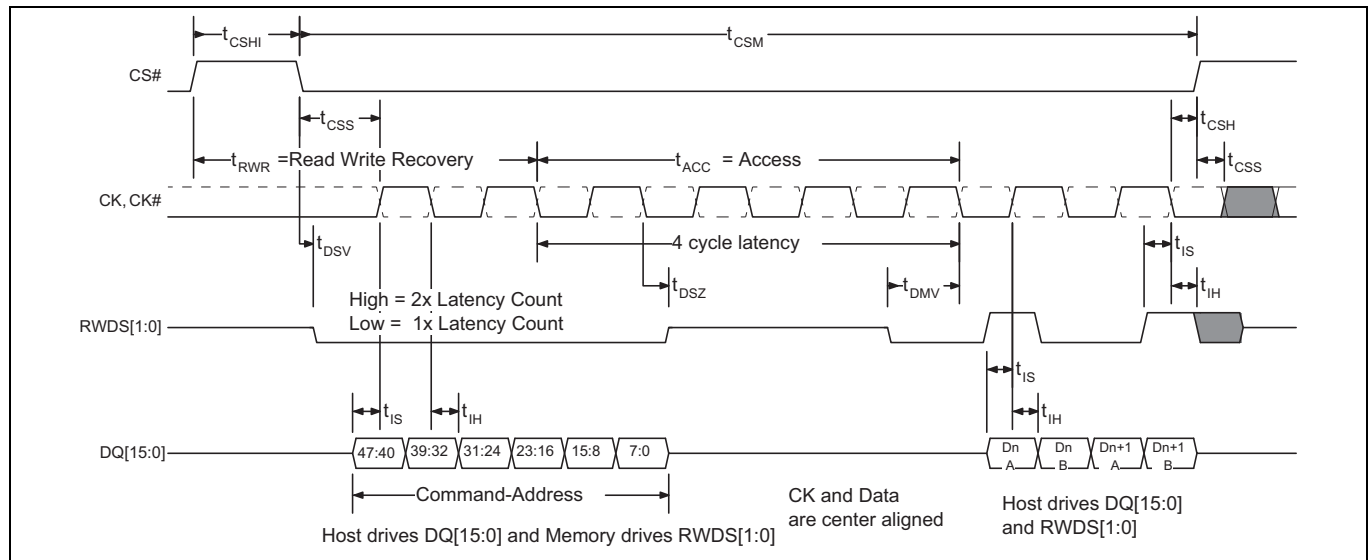 tCSHI
tCSM
CS#
tCSS
tCSH
tRWR =Read Write Recovery
tACC = Access
tCSS
CK, CK#
tDSV
4 cycle latency
tIS
tDSZ
tDMV
tIH
High = 2x Latency Count
Low = 1x Latency Count
RWDS[1:0]
tIS
tIS
tIH
tIH
DQ[15:0]
47:40 39:32 31:24 23:16 15:8 7:0
Dn A Dn B Dn+1 A Dn+1 B
Command-Address
CK and Data
are center aligned
Host drives DQ[15:0]
and RWDS[1:0]
Host drives DQ[15:0] and Memory drives RWDS[1:0]